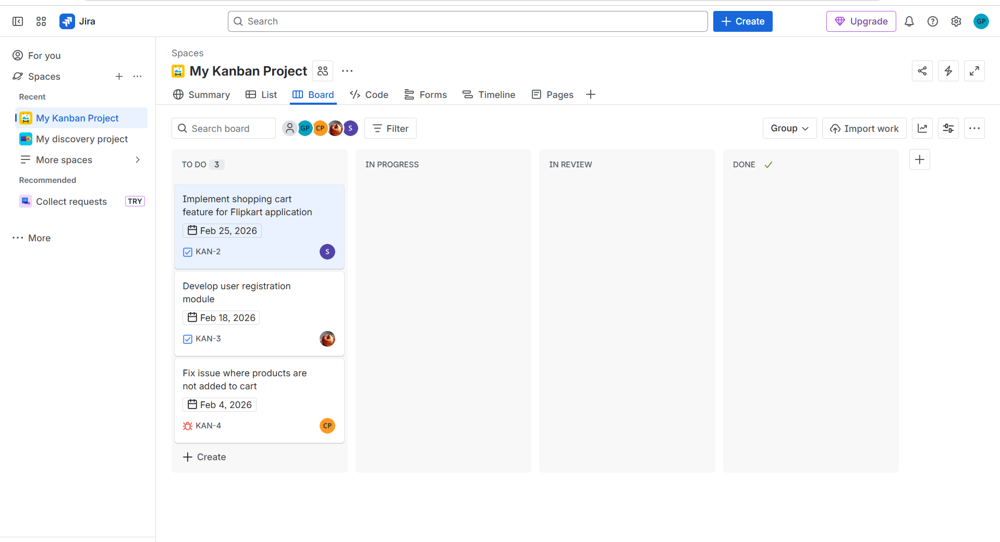 Jira
Search
Create
Upgrade
GP
For you
Spaces
Recent
My Kanban Project
My discovery project
More spaces
Recommended
Collect requests TRY
More
Spaces
My Kanban Project
Summary List Board Code Forms Timeline Pages
Search board GP CP S Filter Group Import work
TO DO 3
Implement shopping cart
feature for Flipkart application
Feb 25, 2026
KAN-2 S
Develop user registration
module
Feb 18, 2026
KAN-3
Fix issue where products are
not added to cart
Feb 4, 2026
KAN-4 CP
Create
IN PROGRESS
IN REVIEW
DONE